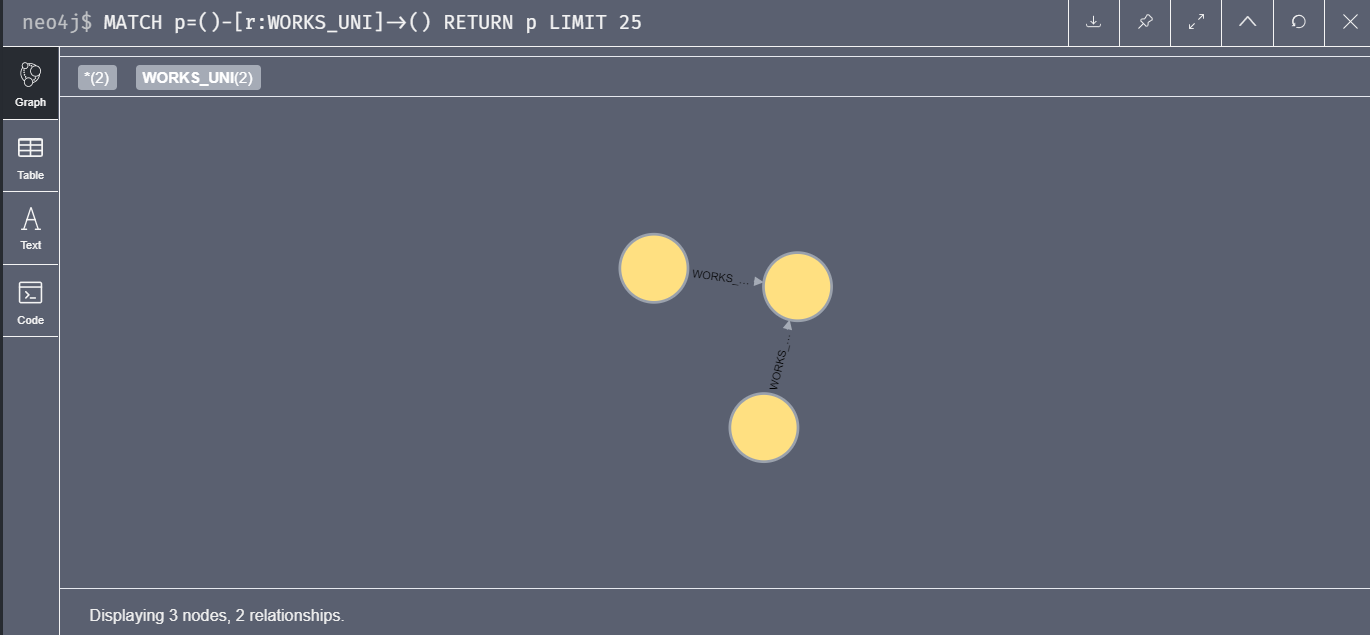 neo4j$ MATCH p=()-[r:WORKS_UNI]→() RETURN p LIMIT 25
*(2) WORKS_UNI(2)
Graph
Table
Text
Code
WORKS_...
WORKS_...
Displaying 3 nodes, 2 relationships.